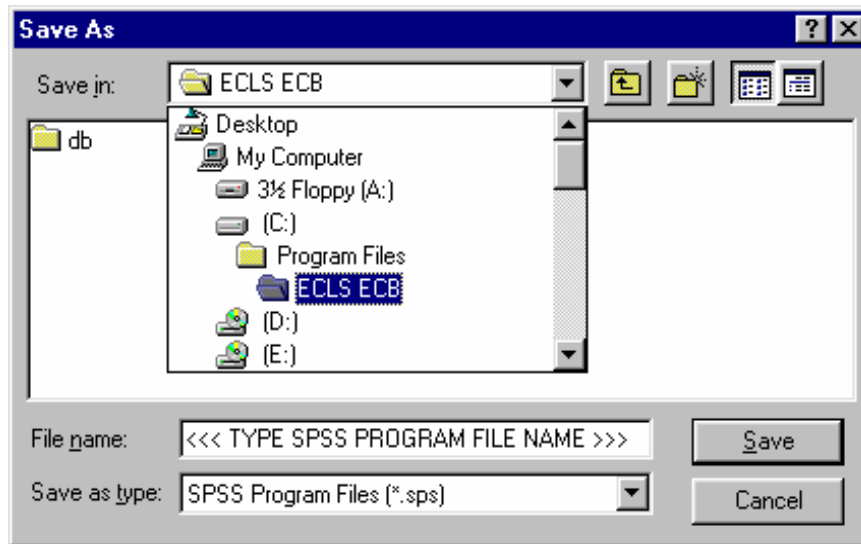 Save As
Save in: ECLS ECB
db
Desktop
My Computer
3½ Floppy (A:)
(C:)
Program Files
ECLS ECB
(D:)
(E:)
File name: <<< TYPE SPSS PROGRAM FILE NAME >>> Save
Save as type: SPSS Program Files (*.sps) Cancel